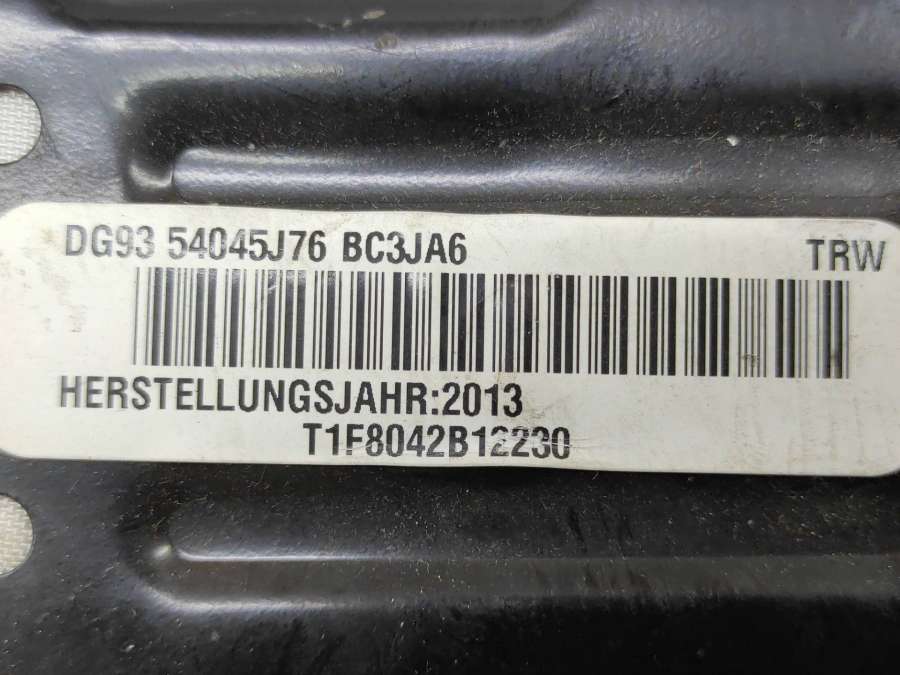 DG93 54045J76 BC3JA6 TRW
HERSTELLUNGSJAHR:2013
T1F8042B12230